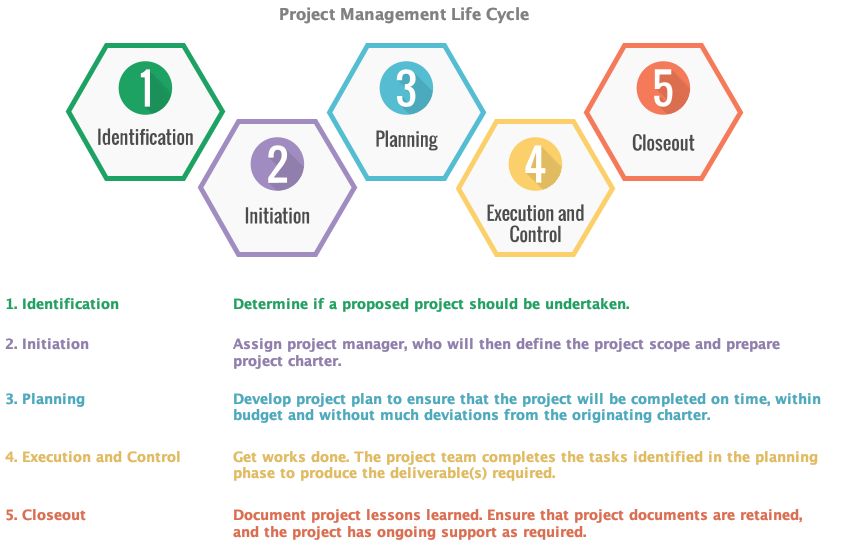 Project Management Life Cycle
1
Identification
2
Initiation
3
Planning
4
Execution and
Control
5
Closeout
1. Identification
Determine if a proposed project should be undertaken.
2. Initiation
Assign project manager, who will then define the project scope and prepare
project charter.
3. Planning
Develop project plan to ensure that the project will be completed on time, within
budget and without much deviations from the originating charter.
4. Execution and Control
Get works done. The project team completes the tasks identified in the planning
phase to produce the deliverable(s) required.
5. Closeout
Document project lessons learned. Ensure that project documents are retained,
and the project has ongoing support as required.